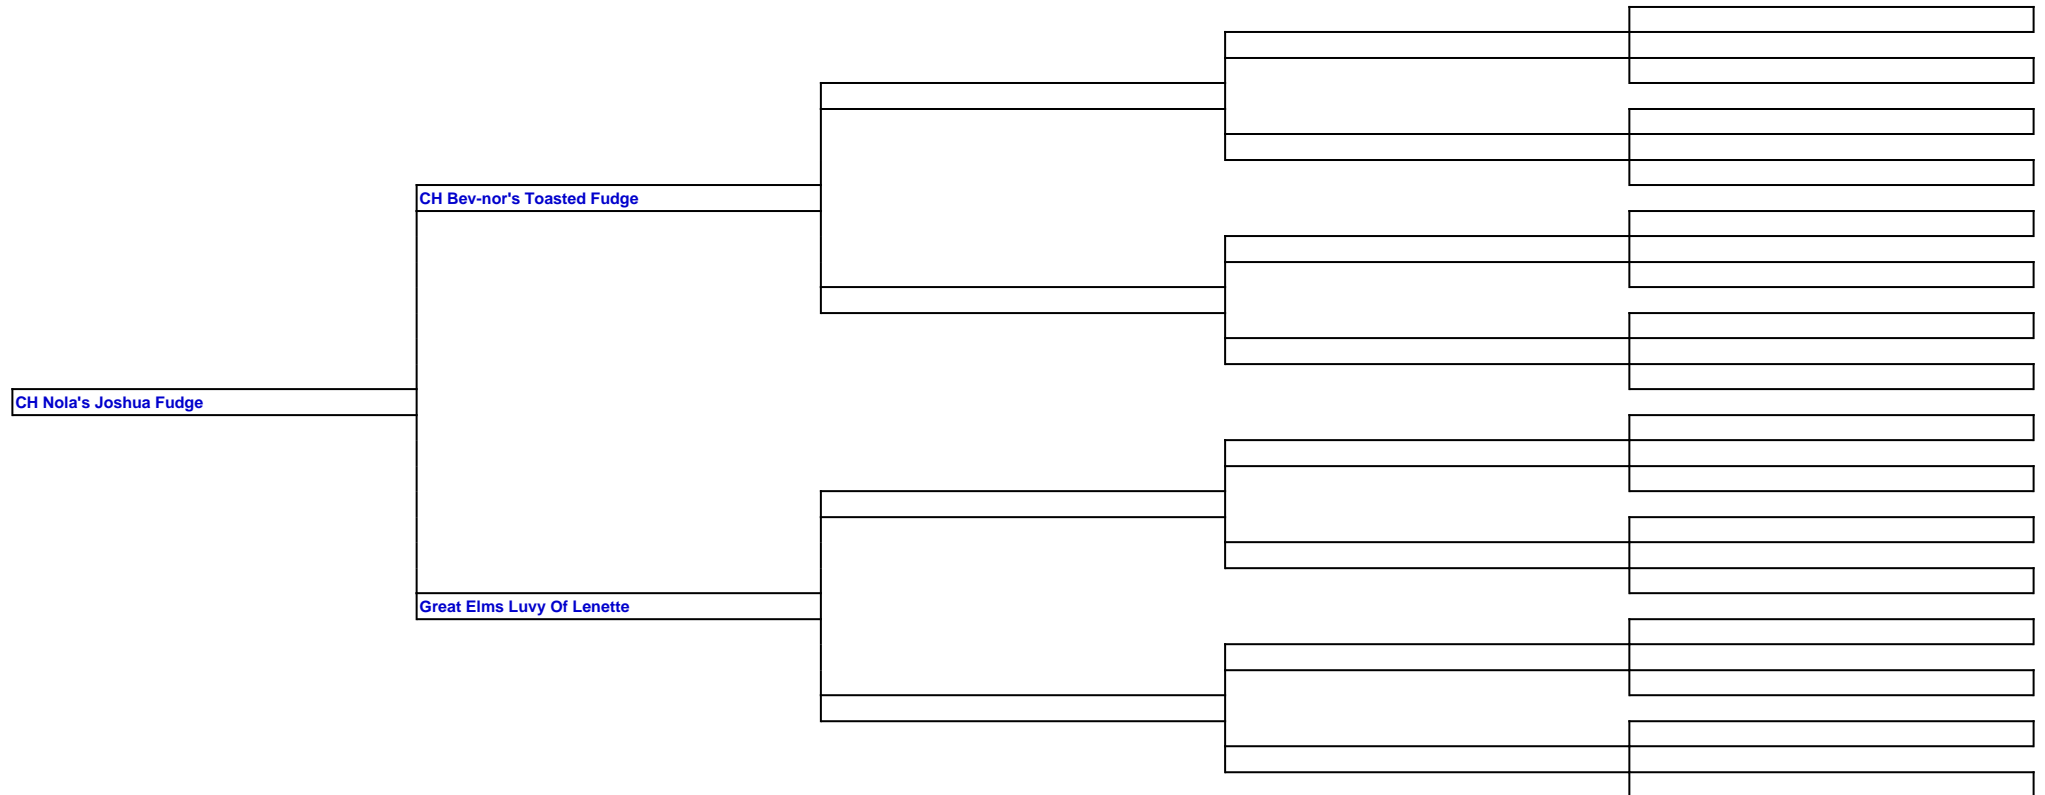 CH Bev-nor's Toasted Fudge
CH Nola's Joshua Fudge
Great Elms Luvy Of Lenette